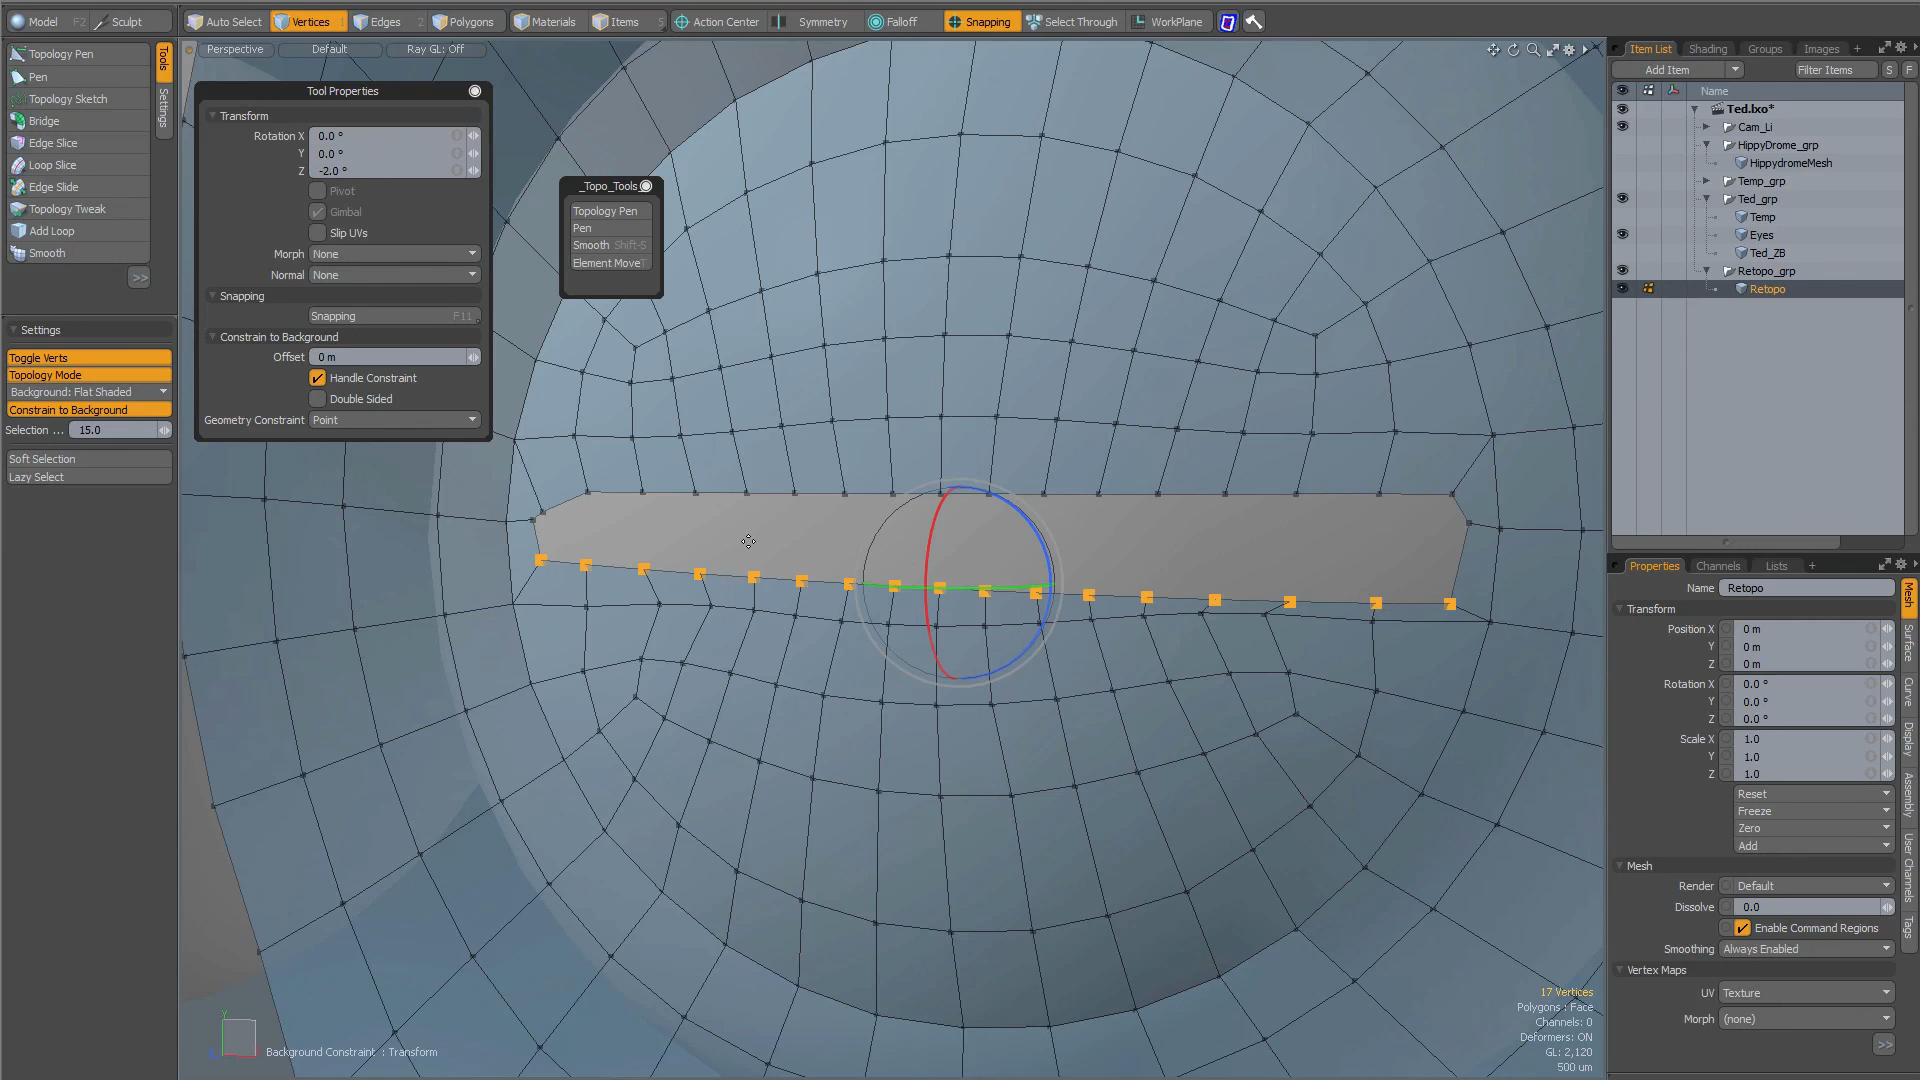 Model F2 Sculpt Auto Select Vertices 1 Edges 2 Polygons Materials Items 5 Action Center Symmetry Falloff Snapping Select Through WorkPlane
Topology Pen
Pen
Topology Sketch
Bridge
Edge Slice
Loop Slice
Edge Slide
Topology Tweak
Add Loop
Smooth
>>
Tools
Settings
Settings
Toggle Verts
Topology Mode
Background: Flat Shaded
Constrain to Background
Selection ... 15.0
Soft Selection
Lazy Select
Perspective Default Ray GL: Off
Tool Properties
Transform
Rotation X 0.0 °
Y 0.0 °
Z -2.0 °
Pivot
Gimbal
Slip UVs
Morph None
Normal None
Snapping
Snapping F11
Constrain to Background
Offset 0 m
Handle Constraint
Double Sided
Geometry Constraint Point
_Topo_Tools
Topology Pen
Pen
Smooth Shift-S
Element Move T
17 Vertices
Polygons : Face
Channels: 0
Deformers: ON
GL: 2,120
500 um
Y
Background Constraint : Transform
Item List Shading Groups Images +
Add Item Filter Items S F
Name
Ted.lxo*
Cam_Li
HippyDrome_grp
HippydromeMesh
Temp_grp
Ted_grp
Temp
Eyes
Ted_ZB
Retopo_grp
Retopo
Properties Channels Lists +
Name Retopo
Transform
Position X 0 m
Y 0 m
Z 0 m
Rotation X 0.0 °
Y 0.0 °
Z 0.0 °
Scale X 1.0
Y 1.0
Z 1.0
Reset
Freeze
Zero
Add
Mesh
Render Default
Dissolve 0.0
Enable Command Regions
Smoothing Always Enabled
Vertex Maps
UV Texture
Morph (none)
>>
Mesh
Surface
Curve
Display
Assembly
User Channels
Tags